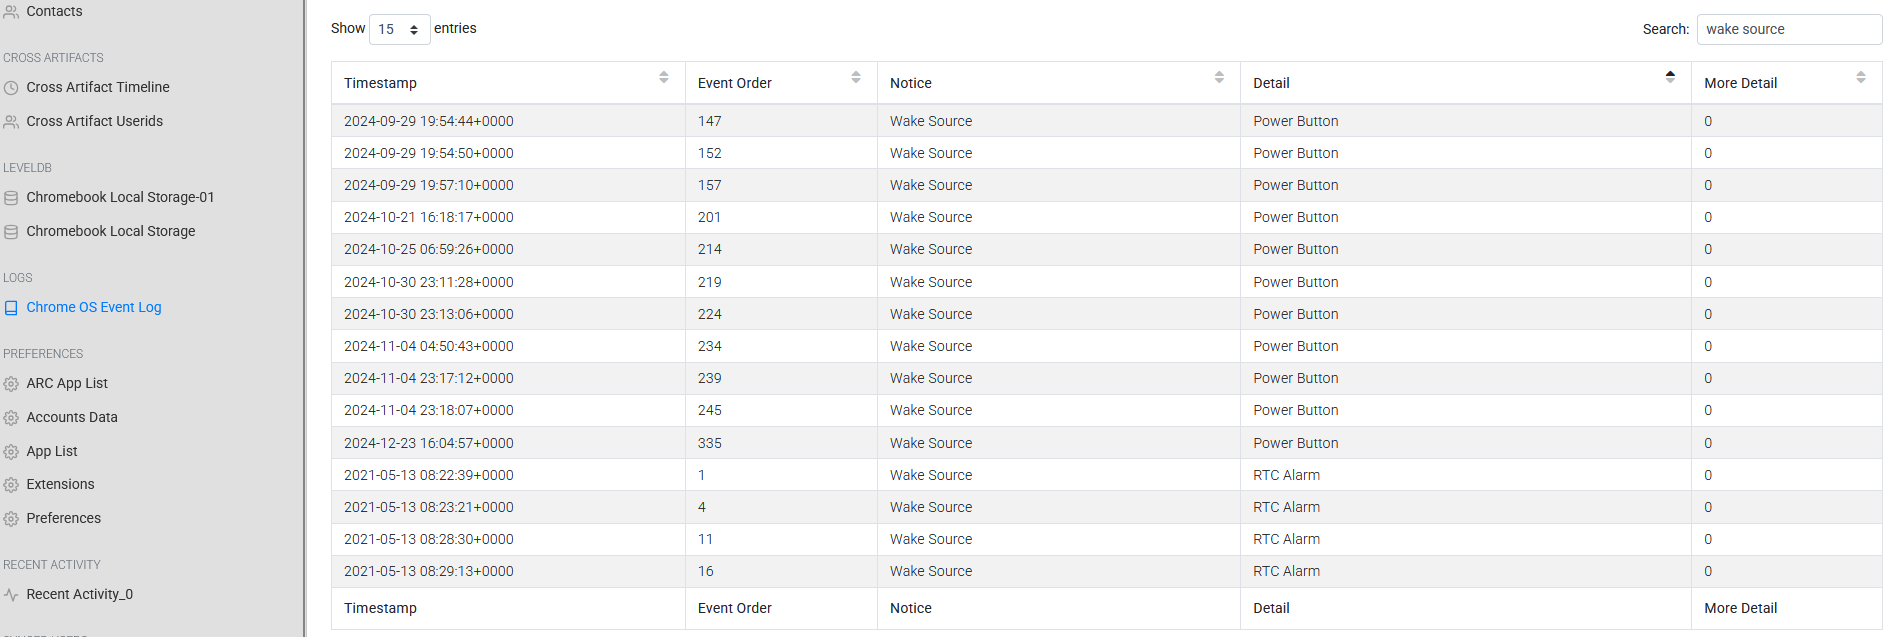 Contacts
CROSS ARTIFACTS
Cross Artifact Timeline
Cross Artifact Userids
LEVELDB
Chromebook Local Storage-01
Chromebook Local Storage
LOGS
Chrome OS Event Log
PREFERENCES
ARC App List
Accounts Data
App List
Extensions
Preferences
RECENT ACTIVITY
Recent Activity_0
Show 15 entries
Search: wake source
Timestamp Event Order Notice Detail More Detail
2024-09-29 19:54:44+0000 147 Wake Source Power Button 0
2024-09-29 19:54:50+0000 152 Wake Source Power Button 0
2024-09-29 19:57:10+0000 157 Wake Source Power Button 0
2024-10-21 16:18:17+0000 201 Wake Source Power Button 0
2024-10-25 06:59:26+0000 214 Wake Source Power Button 0
2024-10-30 23:11:28+0000 219 Wake Source Power Button 0
2024-10-30 23:13:06+0000 224 Wake Source Power Button 0
2024-11-04 04:50:43+0000 234 Wake Source Power Button 0
2024-11-04 23:17:12+0000 239 Wake Source Power Button 0
2024-11-04 23:18:07+0000 245 Wake Source Power Button 0
2024-12-23 16:04:57+0000 335 Wake Source Power Button 0
2021-05-13 08:22:39+0000 1 Wake Source RTC Alarm 0
2021-05-13 08:23:21+0000 4 Wake Source RTC Alarm 0
2021-05-13 08:28:30+0000 11 Wake Source RTC Alarm 0
2021-05-13 08:29:13+0000 16 Wake Source RTC Alarm 0
Timestamp Event Order Notice Detail More Detail